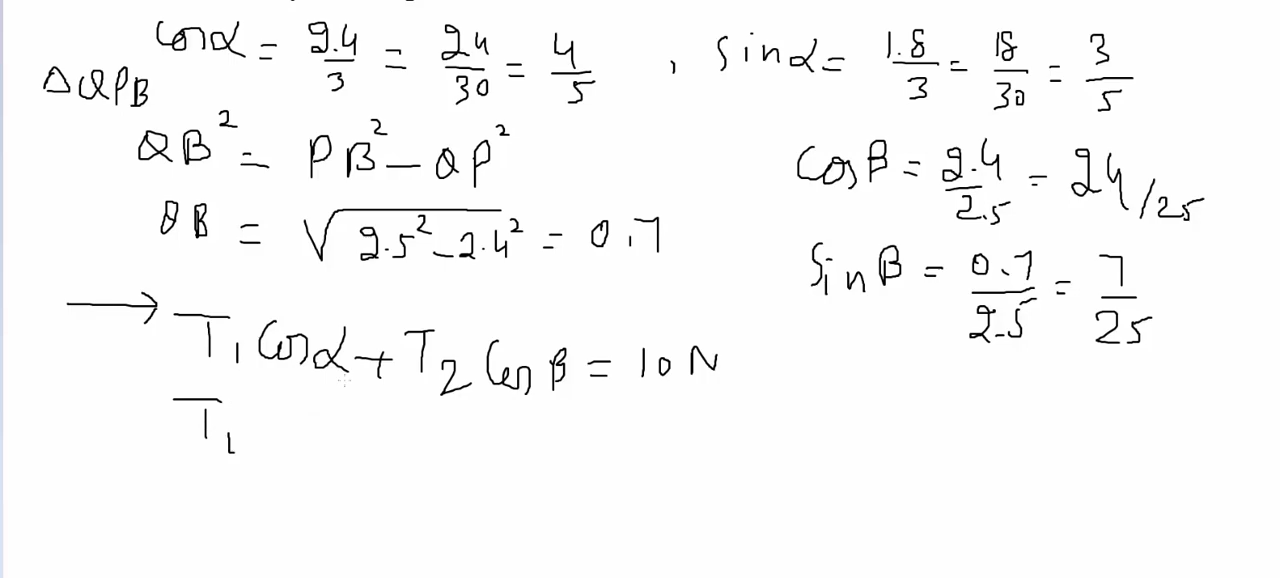 cosα = 2.4/3 = 24/30 = 4/5 , sinα = 1.8/3 = 18/30 = 3/5
ΔQPB
QB² = PB² - QP²
QB = √(2.5² - 2.4²) = 0.7
cosβ = 2.4/2.5 = 24/25
sinβ = 0.7/2.5 = 7/25
→ T₁ cosα + T₂ cosβ = 10N
T₁